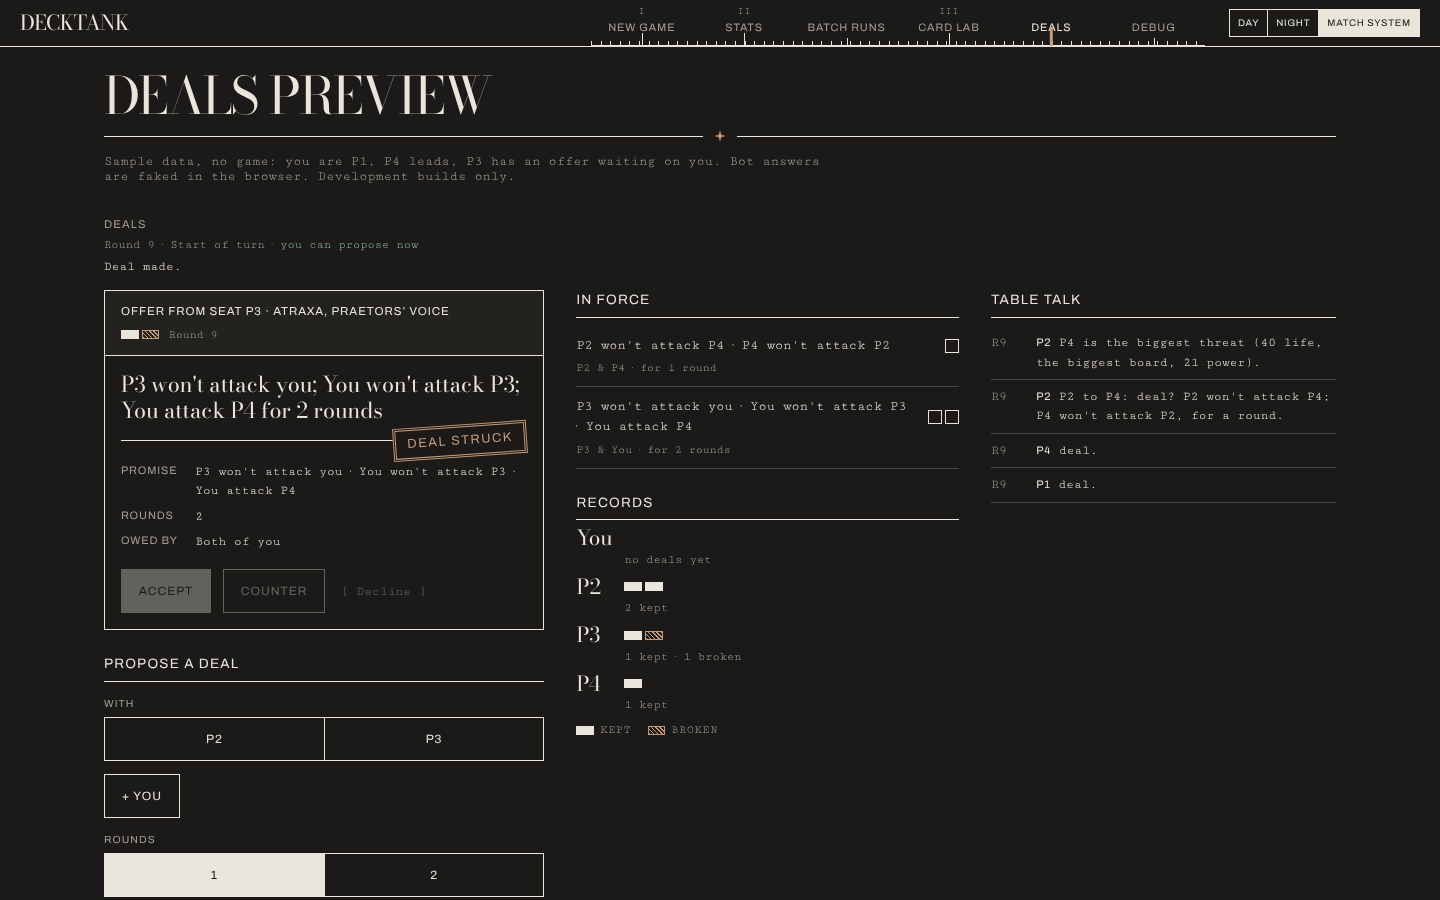 DECKTANK
I
NEW GAME
II
STATS
BATCH RUNS
III
CARD LAB
DEALS
DEBUG
DAY
NIGHT
MATCH SYSTEM
DEALS PREVIEW
Sample data, no game: you are P1, P4 leads, P3 has an offer waiting on you. Bot answers
are faked in the browser. Development builds only.
DEALS
Round 9 · Start of turn · you can propose now
Deal made.
OFFER FROM SEAT P3 · ATRAXA, PRAETORS' VOICE
Round 9
P3 won't attack you; You won't attack P3;
You attack P4 for 2 rounds
DEAL STRUCK
PROMISE
P3 won't attack you · You won't attack P3 ·
You attack P4
ROUNDS
2
OWED BY
Both of you
ACCEPT
COUNTER
[ Decline ]
PROPOSE A DEAL
WITH
P2
P3
+ YOU
ROUNDS
1
2
IN FORCE
P2 won't attack P4 · P4 won't attack P2
P2 & P4 · for 1 round
P3 won't attack you · You won't attack P3
· You attack P4
P3 & You · for 2 rounds
RECORDS
You
no deals yet
P2
2 kept
P3
1 kept · 1 broken
P4
1 kept
KEPT
BROKEN
TABLE TALK
R9
P2 P4 is the biggest threat (40 life,
the biggest board, 21 power).
R9
P2 P2 to P4: deal? P2 won't attack P4;
P4 won't attack P2, for a round.
R9
P4 deal.
R9
P1 deal.